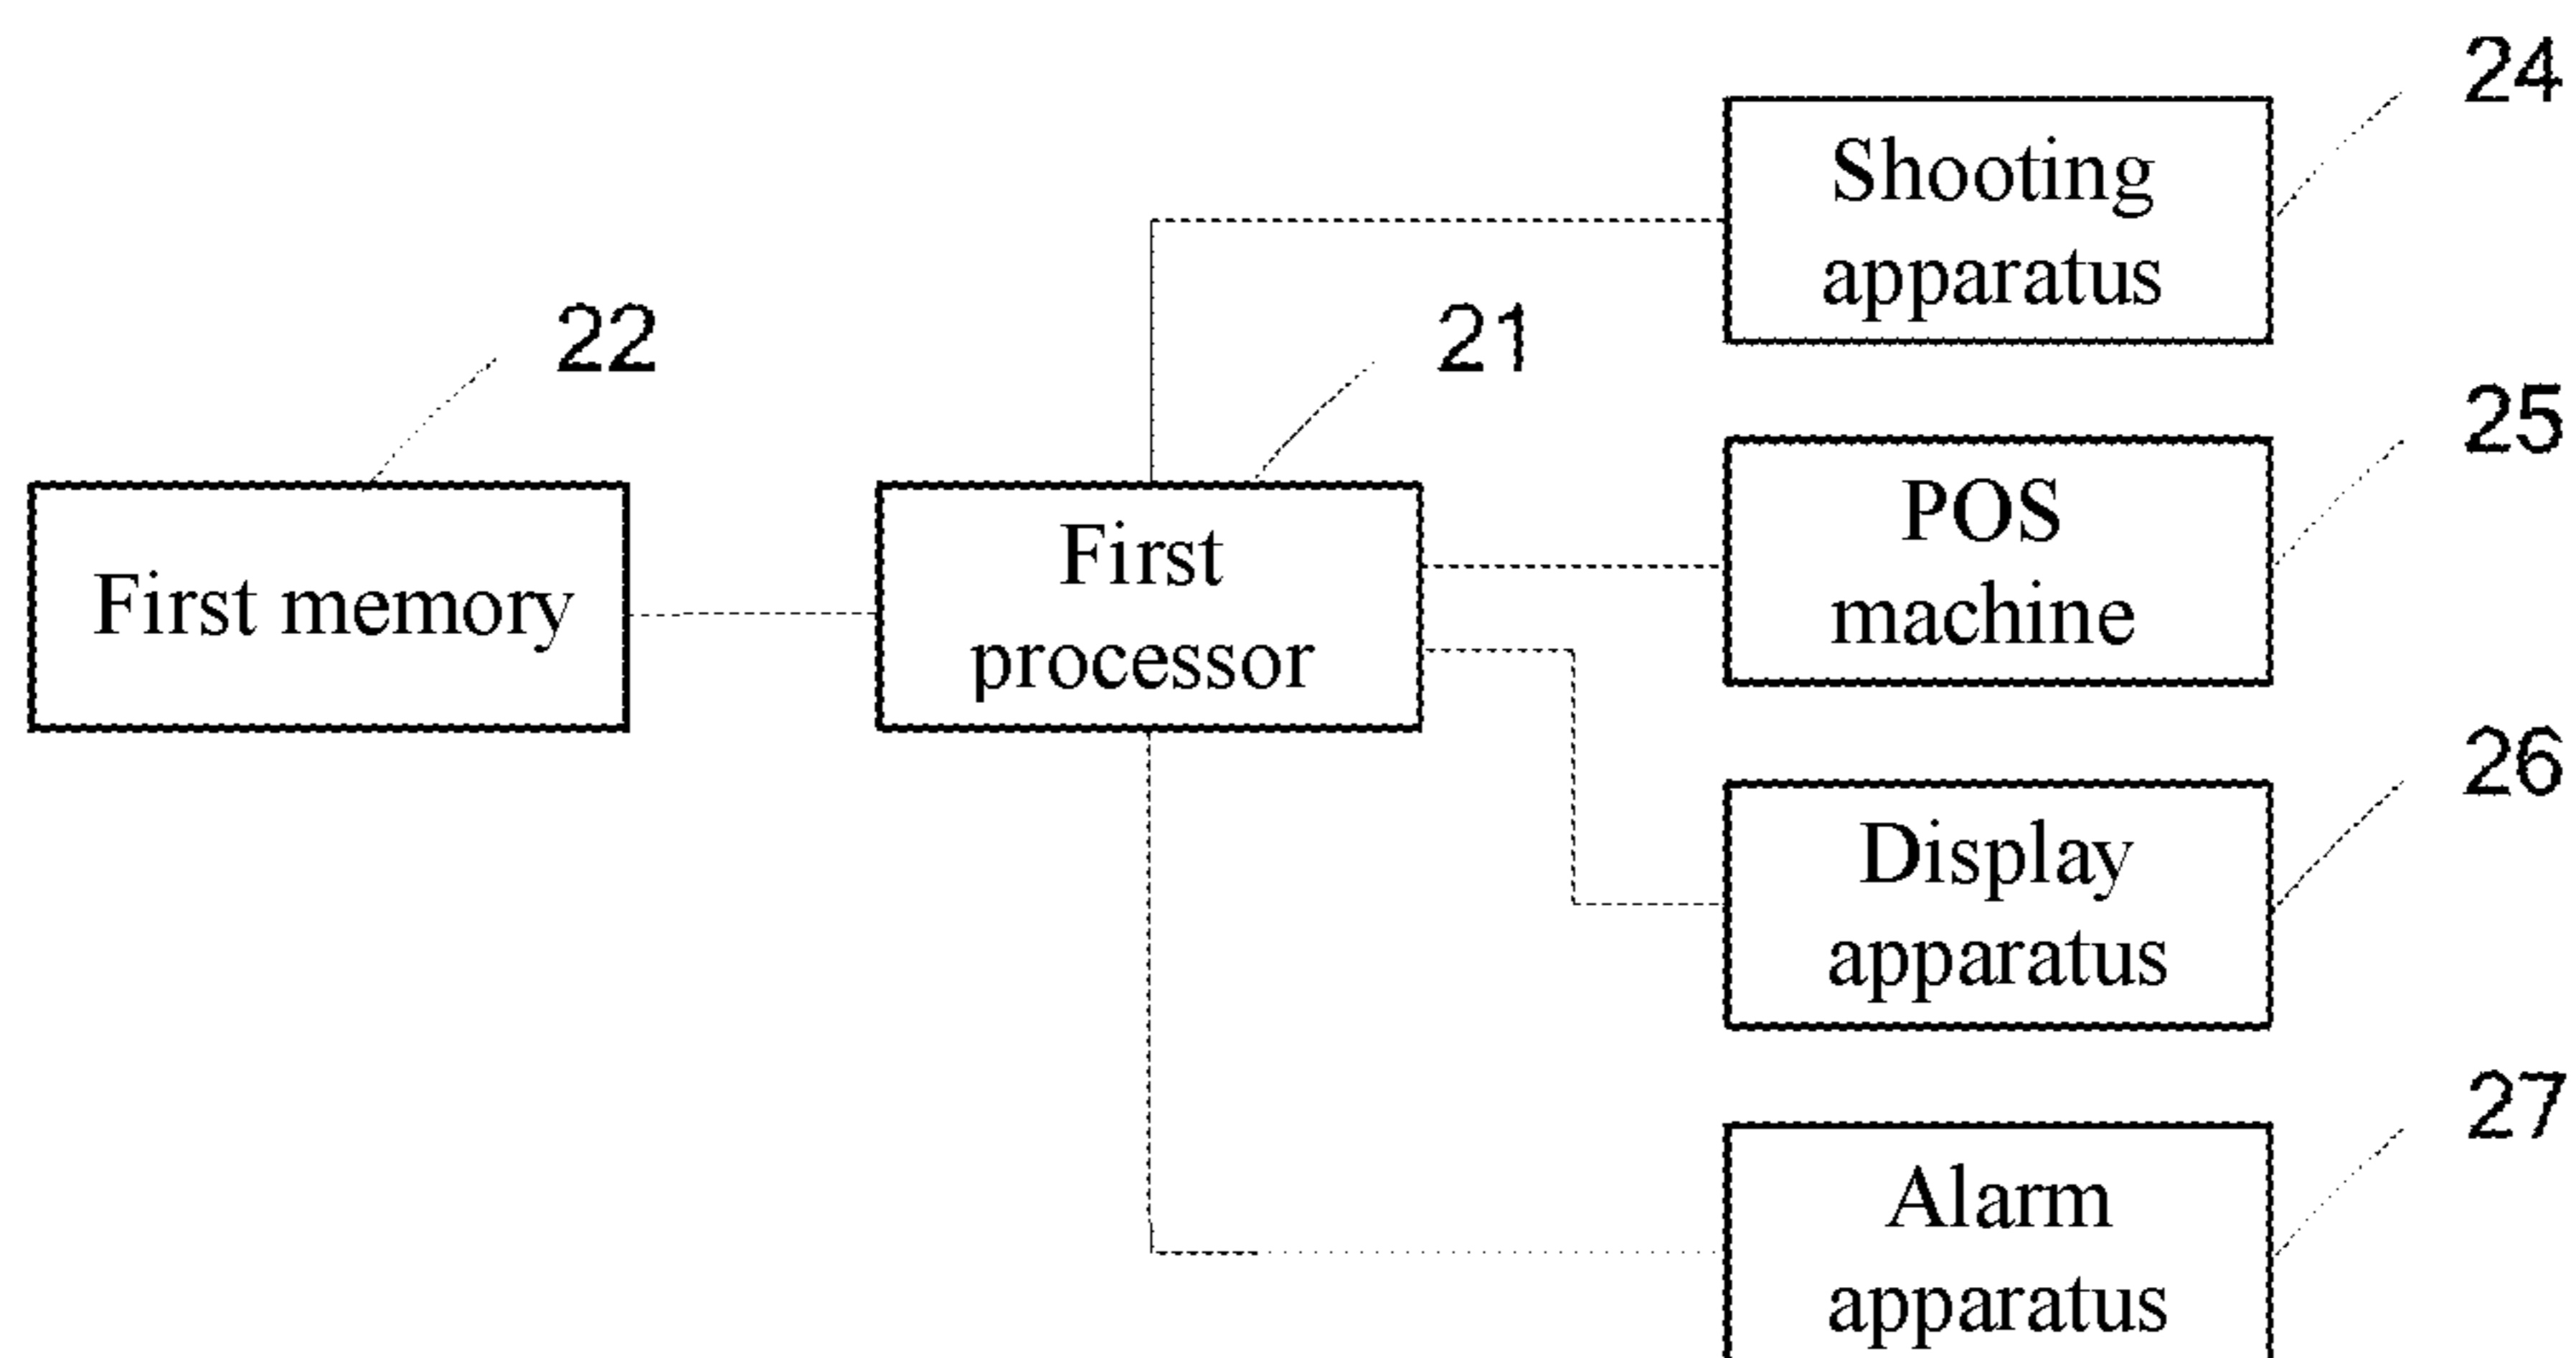 24
Shooting
apparatus
22
21
25
First memory
First
processor
POS
machine
26
Display
apparatus
27
Alarm
apparatus